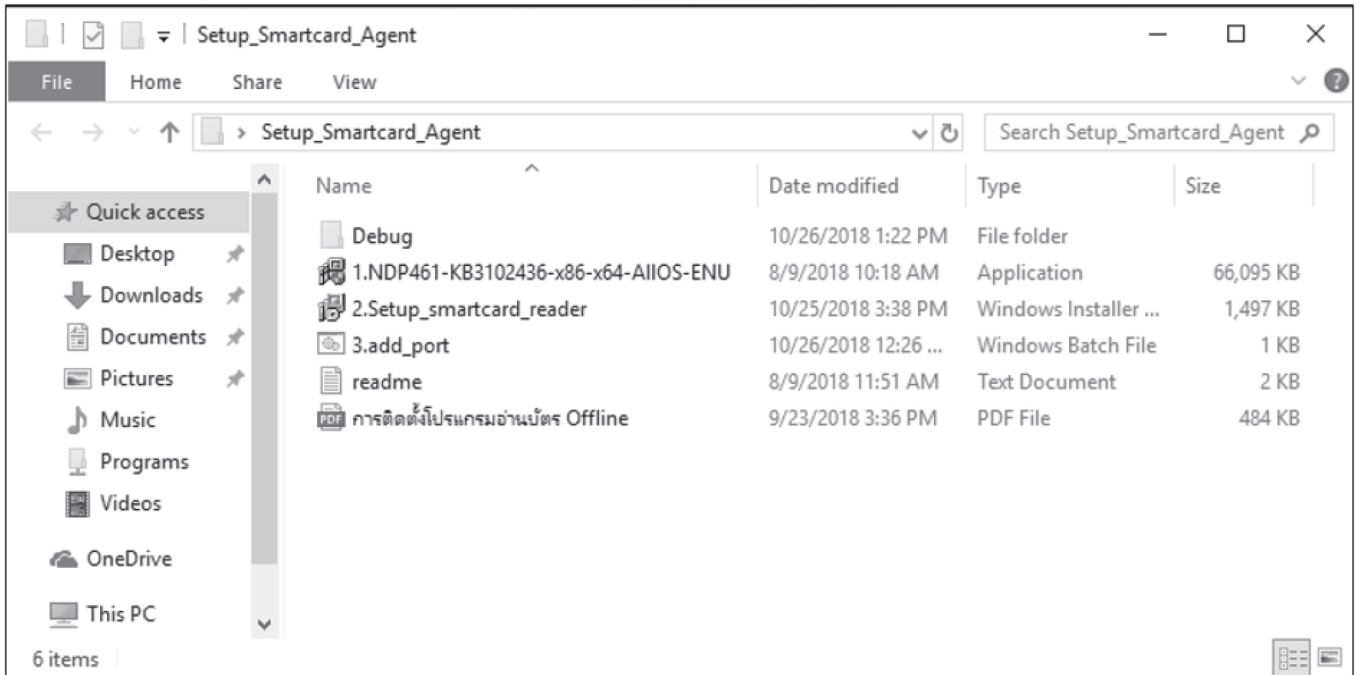 Setup_Smartcard_Agent
File Home Share View
Setup_Smartcard_Agent Search Setup_Smartcard_Agent
Name Date modified Type Size
Quick access
Desktop
Downloads
Documents
Pictures
Music
Programs
Videos
OneDrive
This PC
Debug 10/26/2018 1:22 PM File folder
1.NDP461-KB3102436-x86-x64-AllOS-ENU 8/9/2018 10:18 AM Application 66,095 KB
2.Setup_smartcard_reader 10/25/2018 3:38 PM Windows Installer ... 1,497 KB
3.add_port 10/26/2018 12:26 ... Windows Batch File 1 KB
readme 8/9/2018 11:51 AM Text Document 2 KB
PDF การติดตั้งโปรแกรมอ่านบัตร Offline 9/23/2018 3:36 PM PDF File 484 KB
6 items